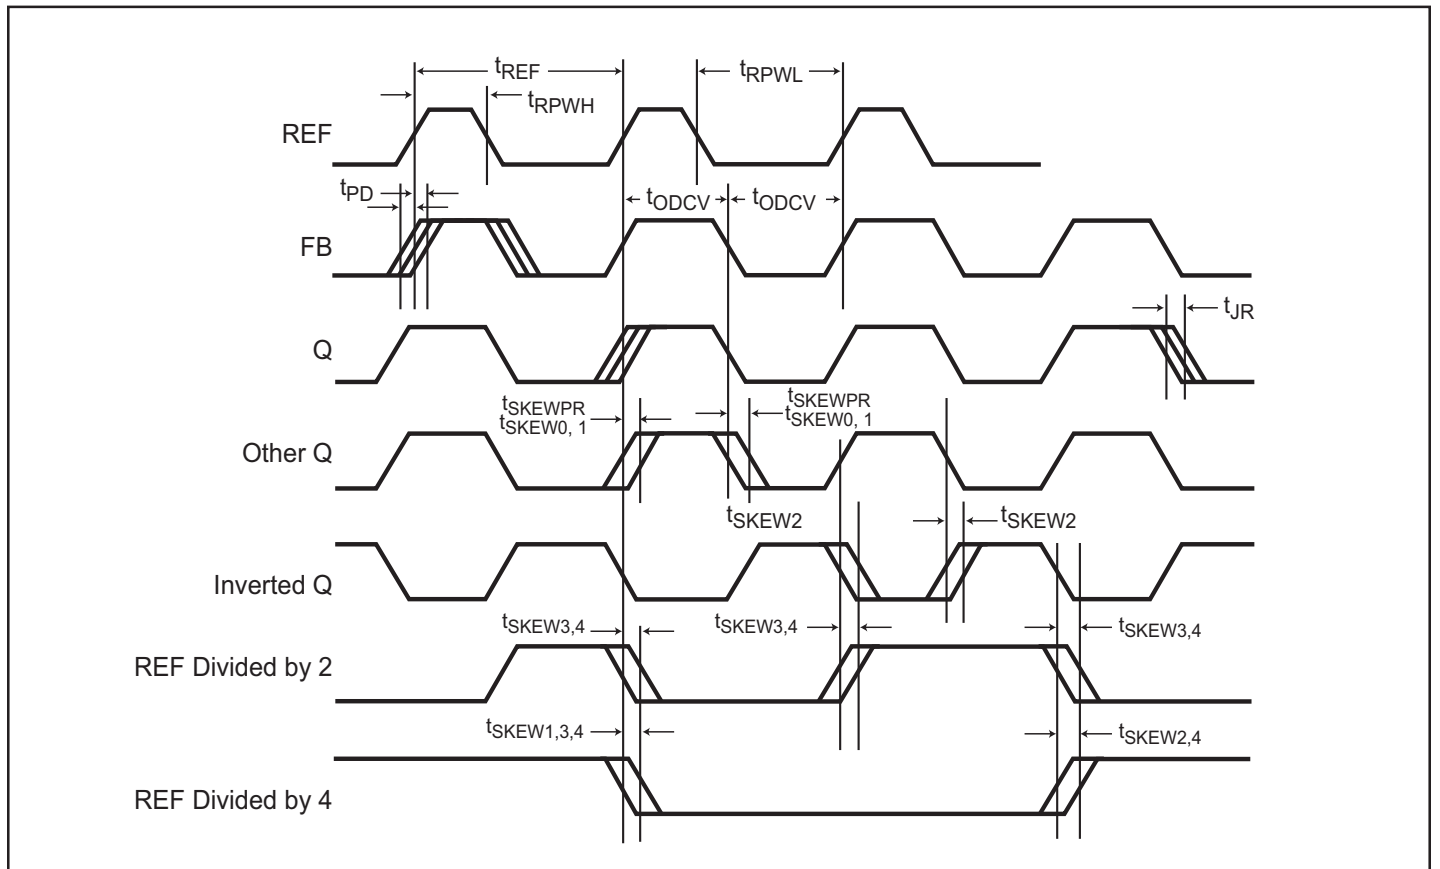 tREF
tRPWL
tRPWH
REF
tPD
tODCV
tODCV
FB
tJR
Q
tSKEWPR
tSKEW0, 1
tSKEWPR
tSKEW0, 1
Other Q
tSKEW2
tSKEW2
Inverted Q
tSKEW3,4
tSKEW3,4
tSKEW3,4
REF Divided by 2
tSKEW1,3,4
tSKEW2,4
REF Divided by 4